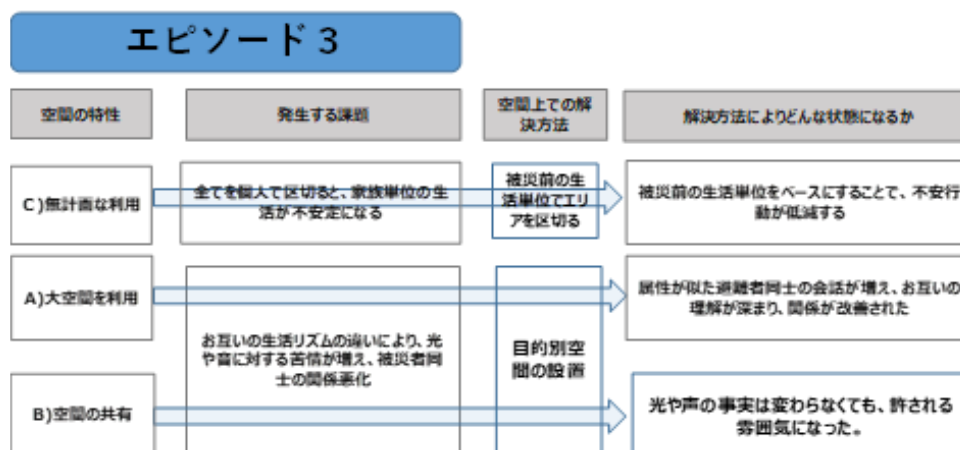 エピソード３
空間の特性
発生する課題
空間上での解
決方法
解決方法によりどんな状態になるか
C)無計画な利用
全てを個人で区切ると、家族単位の生
活が不安定になる
被災前の生
活単位でエリ
アを区切る
被災前の生活単位をベースにすることで、不安行
動が低減する
A)大空間を利用
お互いの生活リズムの違いにより、光
や音に対する苦情が増え、被災者同
士の関係悪化
目的別空
間の設置
属性が似た避難者同士の会話が増え、お互いの
理解が深まり、関係が改善された
B)空間の共有
光や声の事実は変わらなくても、許される
雰囲気になった。